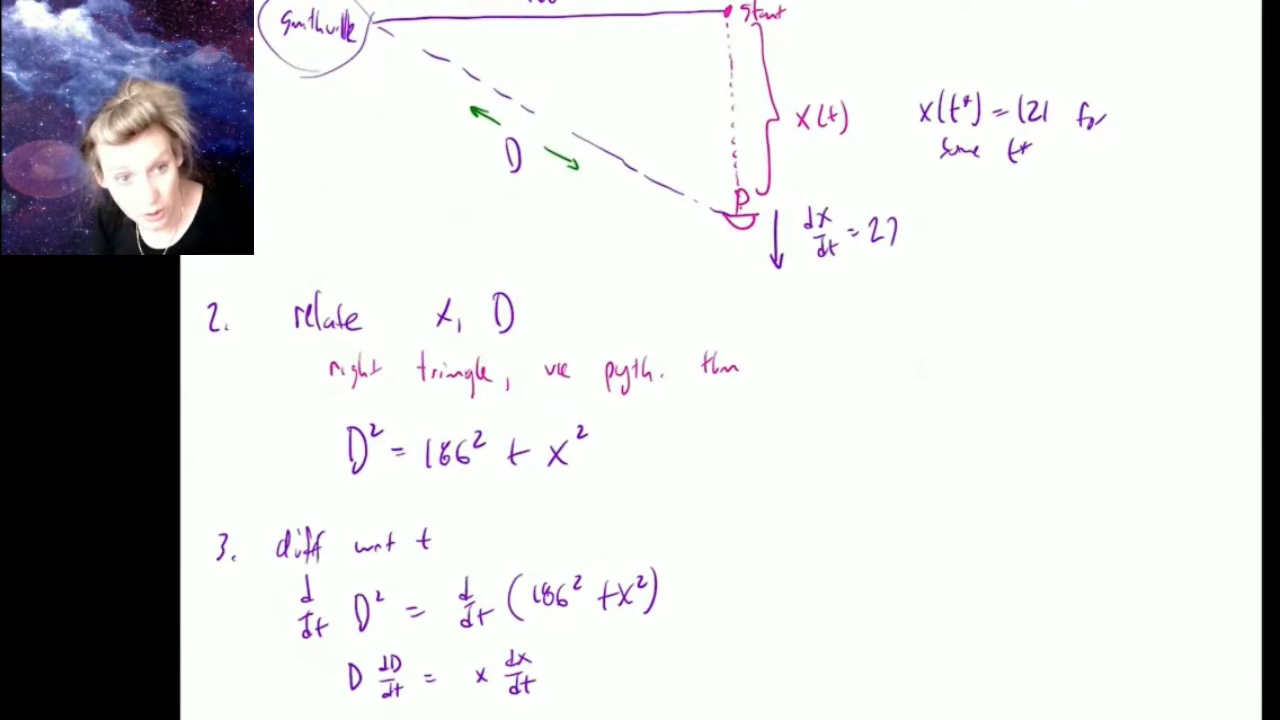 Start
Smithville
x(t)
x(t*) = 121 for
some t*
D
P
dx/dt = 27
2. relate x, D
right triangle, use pyth. thm
D² = 186² + x²
3. diff wrt t
d/dt D² = d/dt (186² + x²)
D dD/dt = x dx/dt